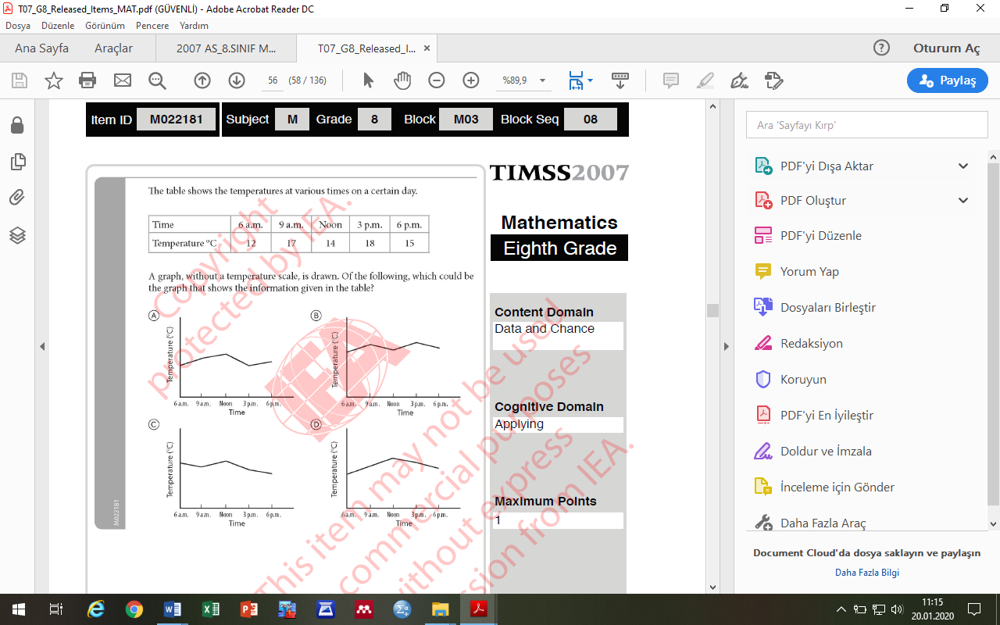 T07_G8_Released_Items_MAT.pdf (GÜVENLİ) - Adobe Acrobat Reader DC
Dosya Düzenle Görünüm Pencere Yardım
Ana Sayfa Araçlar 2007 AS_8.SINIF M... T07_G8_Released_I... × ? Oturum Aç
56 (58 / 136) %89,9 Paylaş
Item ID M022181 Subject M Grade 8 Block M03 Block Seq 08
TIMSS2007
Mathematics
Eighth Grade
The table shows the temperatures at various times on a certain day.
Time 6 a.m. 9 a.m. Noon 3 p.m. 6 p.m.
Temperature °C 12 17 14 18 15
A graph, without a temperature scale, is drawn. Of the following, which could be
the graph that shows the information given in the table?
A
Temperature (°C)
6 a.m. 9 a.m. Noon 3 p.m. 6 p.m.
Time
B
Temperature (°C)
6 a.m. 9 a.m. Noon 3 p.m. 6 p.m.
Time
C
Temperature (°C)
6 a.m. 9 a.m. Noon 3 p.m. 6 p.m.
Time
D
Temperature (°C)
6 a.m. 9 a.m. Noon 3 p.m. 6 p.m.
Time
M022181
Content Domain
Data and Chance
Cognitive Domain
Applying
Maximum Points
1
Copyright
protected by IEA.
IEA
This item may not be used
commercial purposes
without express
ssion from IEA.
Ara 'Sayfayı Kırp'
PDF'yi Dışa Aktar
PDF Oluştur
PDF'yi Düzenle
Yorum Yap
Dosyaları Birleştir
Redaksiyon
Koruyun
PDF'yi En İyileştir
Doldur ve İmzala
İnceleme için Gönder
Daha Fazla Araç
Document Cloud'da dosya saklayın ve paylaşın
Daha Fazla Bilgi
11:15
20.01.2020